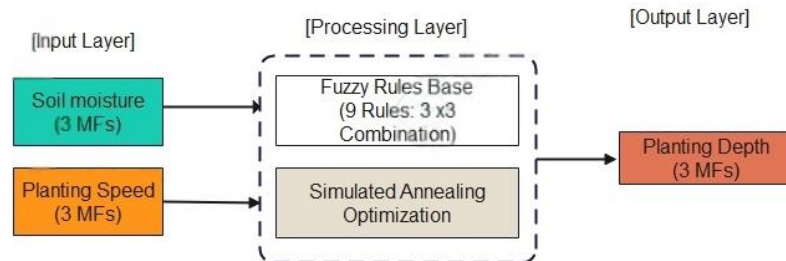 [Input Layer]
[Processing Layer]
[Output Layer]
Soil moisture
(3 MFs)
Planting Speed
(3 MFs)
Fuzzy Rules Base
(9 Rules: 3 x3
Combination)
Simulated Annealing
Optimization
Planting Depth
(3 MFs)